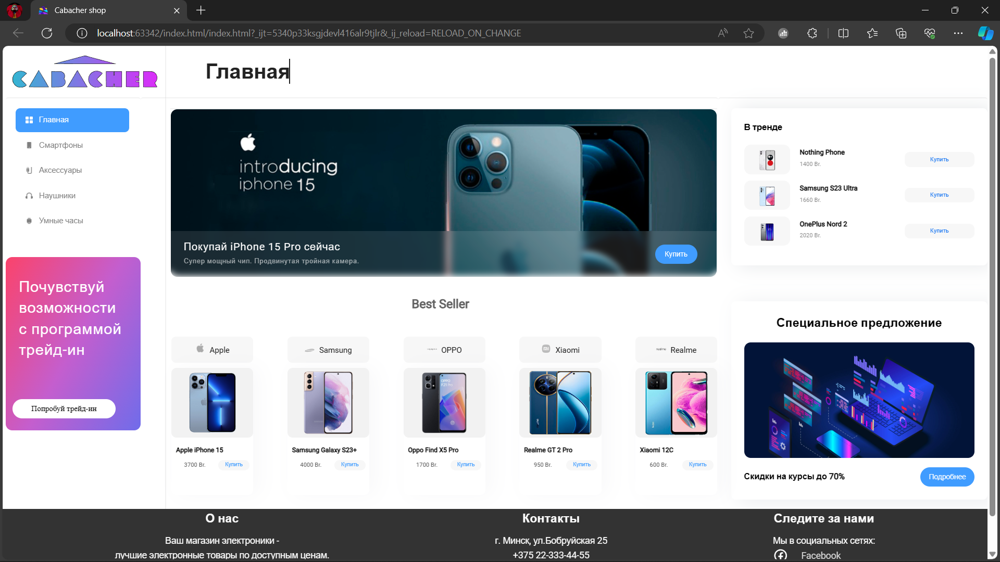 Cabacher shop
localhost:63342/index.html/index.html?_ijt=5340p33ksgjdevl416alr9tjlr&_ij_reload=RELOAD_ON_CHANGE
CABACHER
Главная
Главная
Смартфоны
Аксессуары
Наушники
Умные часы
Почувствуй
возможности
с программой
трейд-ин
Попробуй трейд-ин
introducing
iphone 15
Покупай iPhone 15 Pro сейчас
Супер мощный чип. Продвинутая тройная камера.
Купить
Best Seller
Apple
Samsung
OPPO
Xiaomi
realme Realme
OPPO
F21 Pro
Apple iPhone 15
3700 Br. Купить
Samsung Galaxy S23+
4000 Br. Купить
Oppo Find X5 Pro
1700 Br. Купить
Realme GT 2 Pro
950 Br. Купить
Xiaomi 12C
600 Br. Купить
В тренде
Nothing Phone
1400 Br.
Купить
Samsung S23 Ultra
1660 Br.
Купить
OnePlus Nord 2
2020 Br.
Купить
Специальное предложение
Скидки на курсы до 70%
Подробнее
О нас
Ваш магазин электроники -
лучшие электронные товары по доступным ценам.
Контакты
г. Минск, ул.Бобруйская 25
+375 22-333-44-55
Следите за нами
Мы в социальных сетях:
Facebook